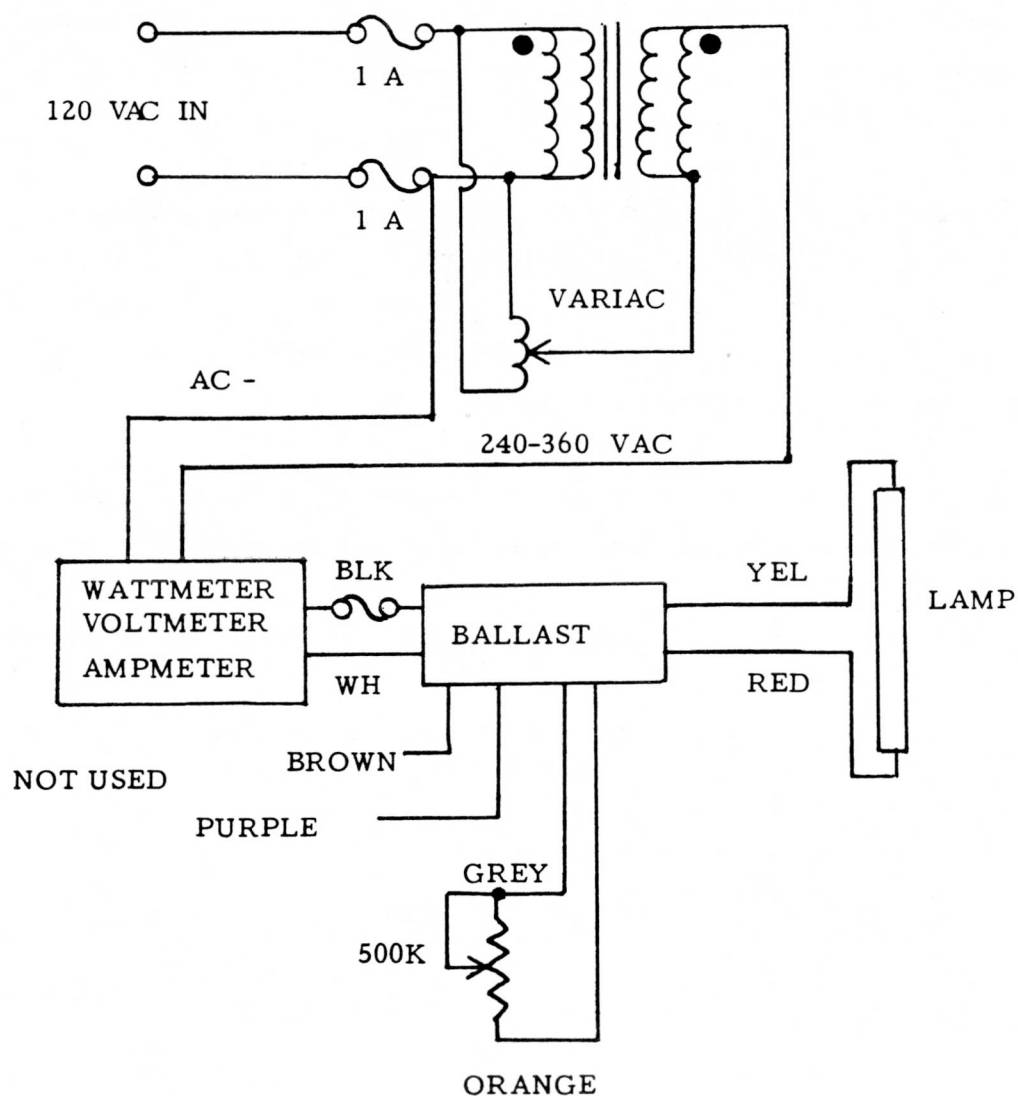 1 A
120 VAC IN
1 A
VARIAC
AC -
240-360 VAC
WATTMETER
VOLTMETER
AMPMETER
BLK
WH
BALLAST
YEL
RED
LAMP
BROWN
NOT USED
PURPLE
GREY
500K
ORANGE